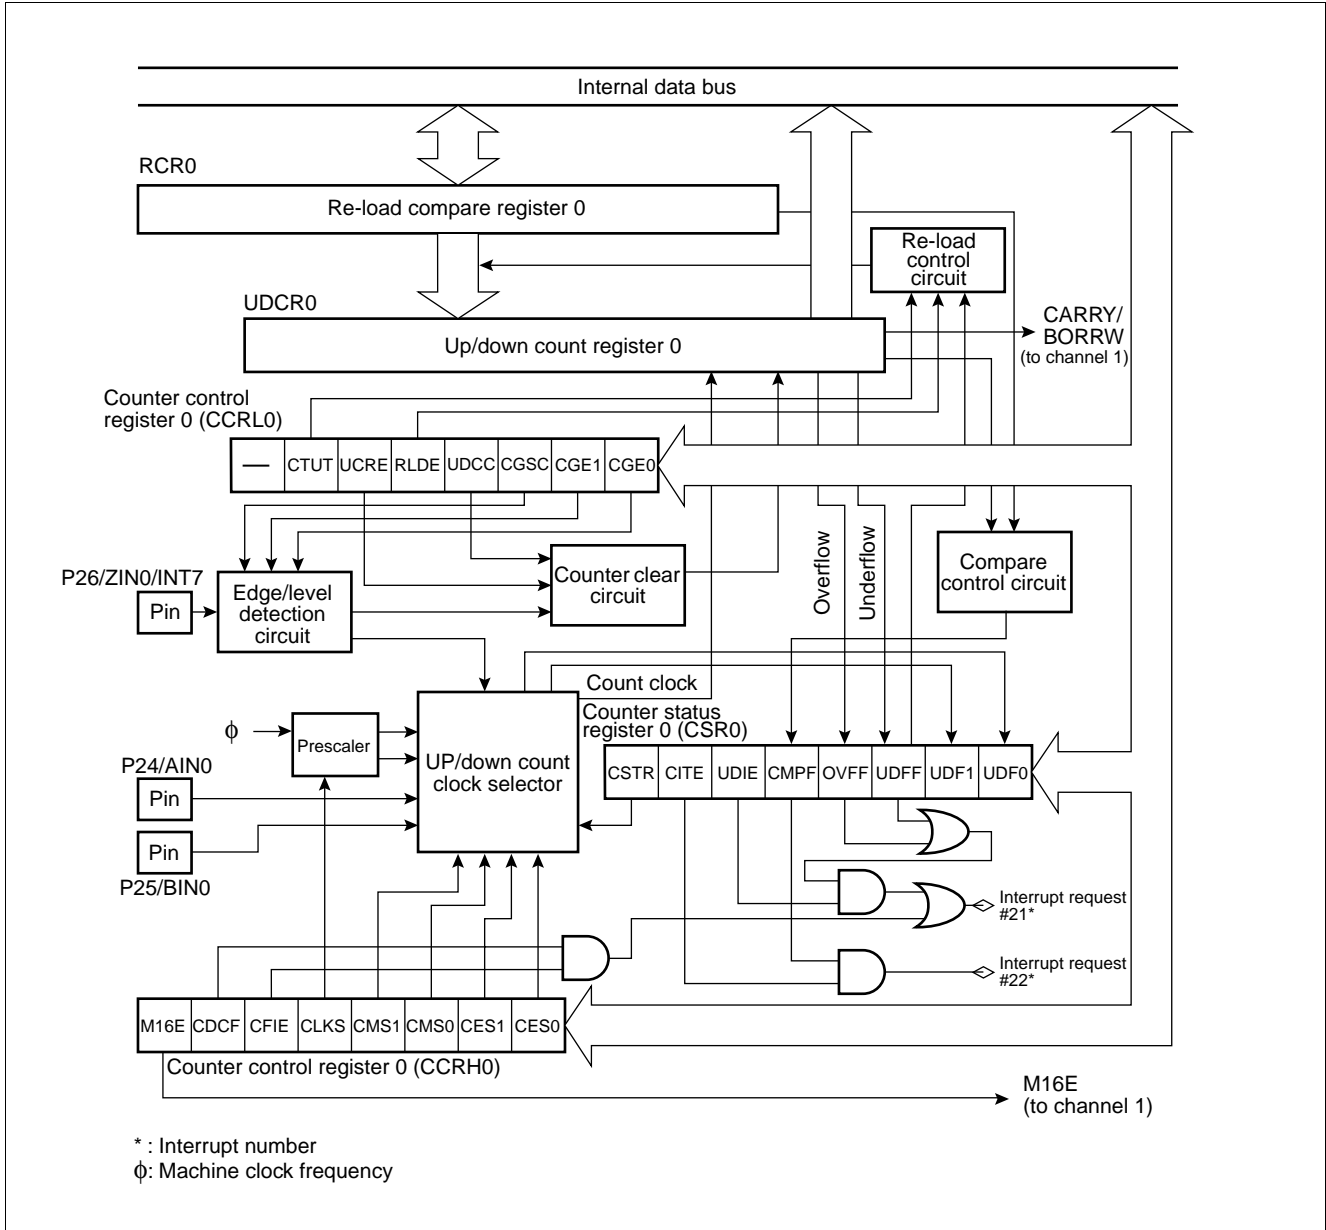 Internal data bus
RCR0
Re-load compare register 0
Re-load
control
circuit
UDCR0
Up/down count register 0
CARRY/
BORRW
(to channel 1)
Counter control
register 0 (CCRL0)
— CTUT UCRE RLDE UDCC CGSC CGE1 CGE0
Overflow
Underflow
P26/ZIN0/INT7
Pin
Edge/level
detection
circuit
Counter clear
circuit
Compare
control circuit
Count clock
Counter status
register 0 (CSR0)
ϕ
Prescaler
UP/down count
clock selector
CSTR CITE UDIE CMPF OVFF UDFF UDF1 UDF0
P24/AIN0
Pin
Pin
P25/BIN0
Interrupt request
#21*
Interrupt request
#22*
M16E CDCF CFIE CLKS CMS1 CMS0 CES1 CES0
Counter control register 0 (CCRH0)
M16E
(to channel 1)
* : Interrupt number
ϕ: Machine clock frequency